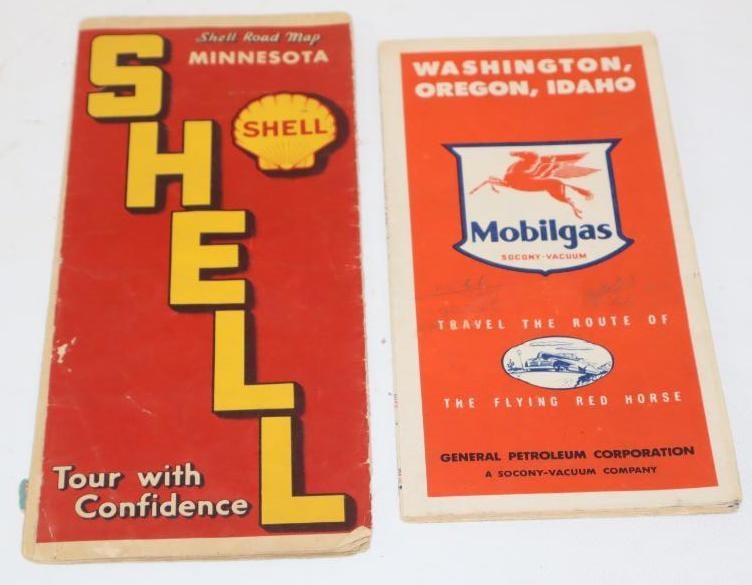 Shell Road Map
MINNESOTA
SHELL
SHELL
Tour with
Confidence
WASHINGTON,
OREGON, IDAHO
Mobilgas
SOCONY-VACUUM
TRAVEL THE ROUTE OF
THE FLYING RED HORSE
GENERAL PETROLEUM CORPORATION
A SOCONY-VACUUM COMPANY